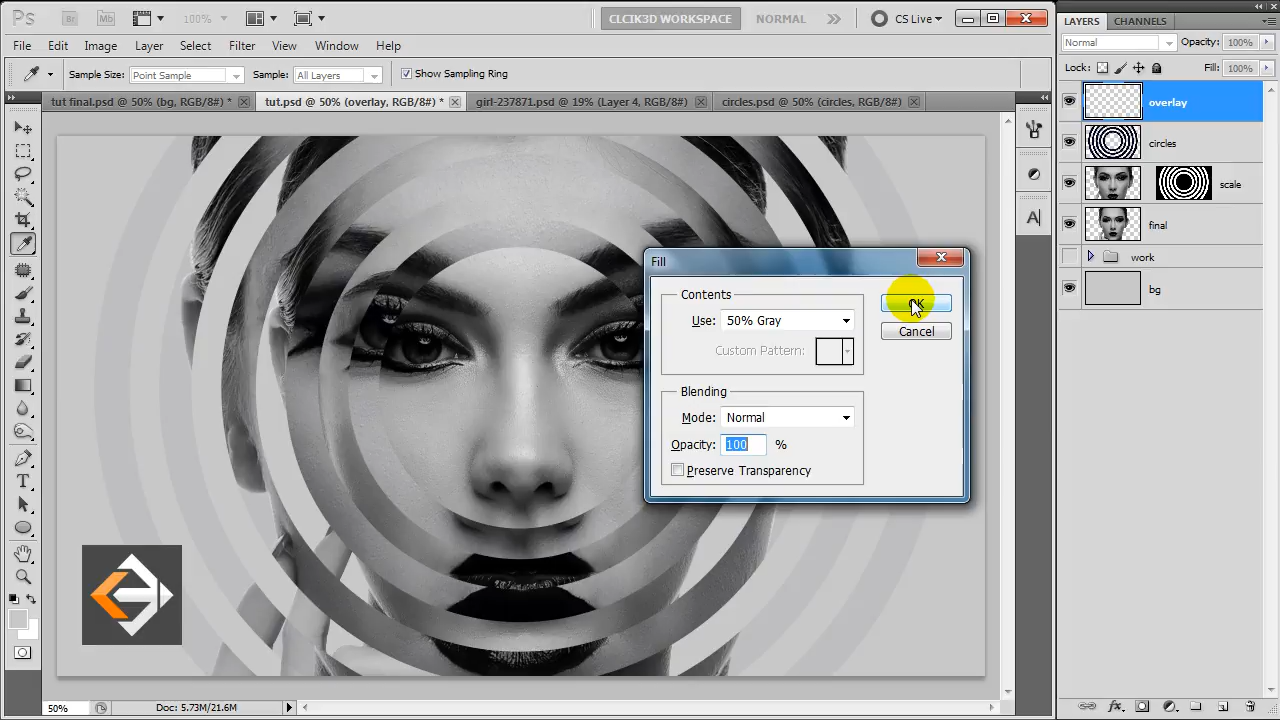 Ps Br Mb 100% CLCIK3D WORKSPACE NORMAL CS Live
File Edit Image Layer Select Filter View Window Help
Sample Size: Point Sample Sample: All Layers Show Sampling Ring
tut final.psd @ 50% (bg, RGB/8#) * tut.psd @ 50% (overlay, RGB/8#) * girl-237871.psd @ 19% (Layer 4, RGB/8#) circles.psd @ 50% (circles, RGB/8#)
LAYERS CHANNELS
Normal Opacity: 100%
Lock: Fill: 100%
overlay
circles
scale
final
work
bg
Fill
Contents
Use: 50% Gray
Custom Pattern:
OK
Cancel
Blending
Mode: Normal
Opacity: 100 %
Preserve Transparency
50% Doc: 5.73M/21.6M